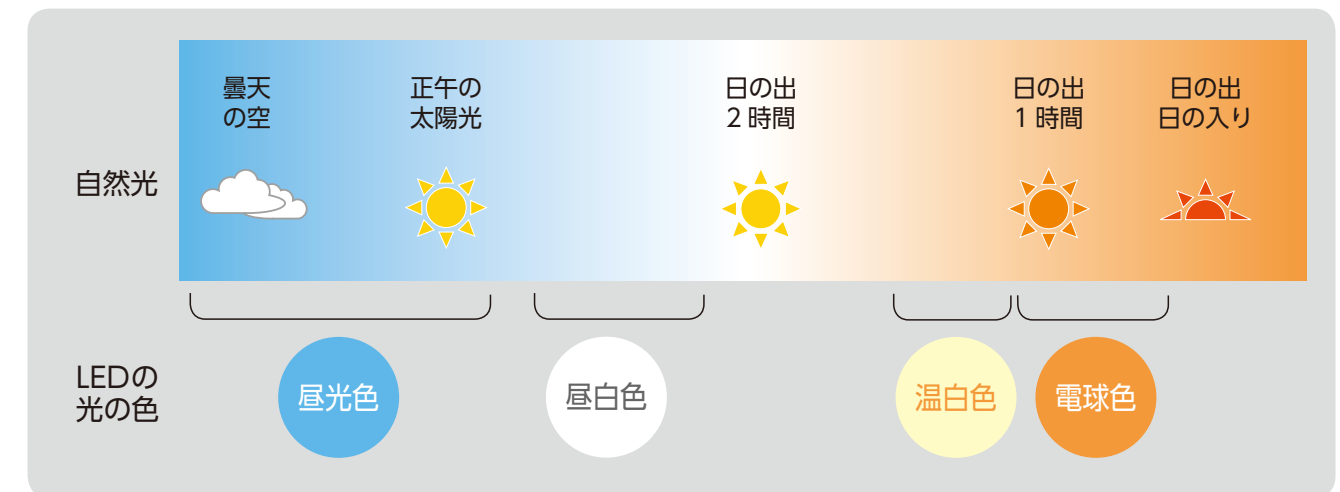 曇天
の空
正午の
太陽光
日の出
2 時間
日の出
1 時間
日の出
日の入り
自然光
LEDの
光の色
昼光色
昼白色
温白色
電球色